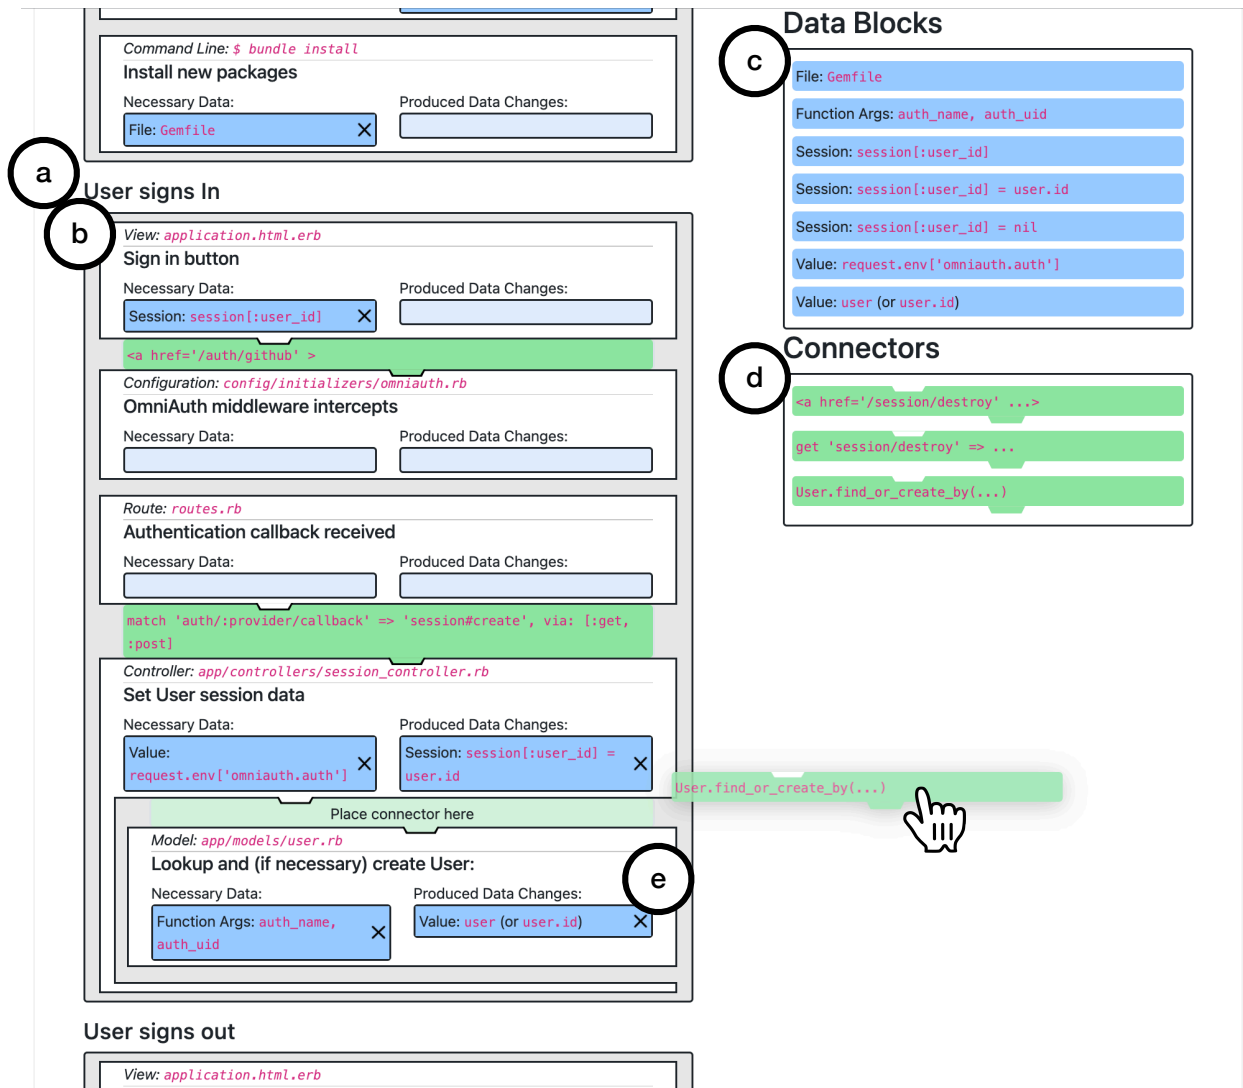 Command Line: $ bundle install
Install new packages
Necessary Data:
Produced Data Changes:
File: Gemfile
a
User signs In
b
View: application.html.erb
Sign in button
Necessary Data:
Produced Data Changes:
Session: session[:user_id]
<a href='/auth/github' >
Configuration: config/initializers/omniauth.rb
OmniAuth middleware intercepts
Necessary Data:
Produced Data Changes:
Route: routes.rb
Authentication callback received
Necessary Data:
Produced Data Changes:
match 'auth/:provider/callback' => 'session#create', via: [:get,
:post]
Controller: app/controllers/session_controller.rb
Set User session data
Necessary Data:
Produced Data Changes:
Value:
request.env['omniauth.auth']
Session: session[:user_id] =
user.id
Place connector here
Model: app/models/user.rb
Lookup and (if necessary) create User:
e
Necessary Data:
Produced Data Changes:
Function Args: auth_name,
auth_uid
Value: user (or user.id)
User signs out
View: application.html.erb
Data Blocks
c
File: Gemfile
Function Args: auth_name, auth_uid
Session: session[:user_id]
Session: session[:user_id] = user.id
Session: session[:user_id] = nil
Value: request.env['omniauth.auth']
Value: user (or user.id)
Connectors
d
<a href='/session/destroy' ...>
get 'session/destroy' => ...
User.find_or_create_by(...)
User.find_or_create_by(...)